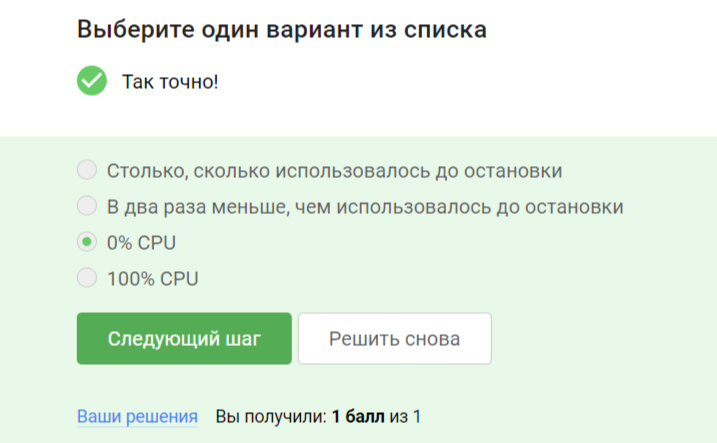 Выберите один вариант из списка
Так точно!
Столько, сколько использовалось до остановки
В два раза меньше, чем использовалось до остановки
0% CPU
100% CPU
Следующий шаг Решить снова
Ваши решения Вы получили: 1 балл из 1